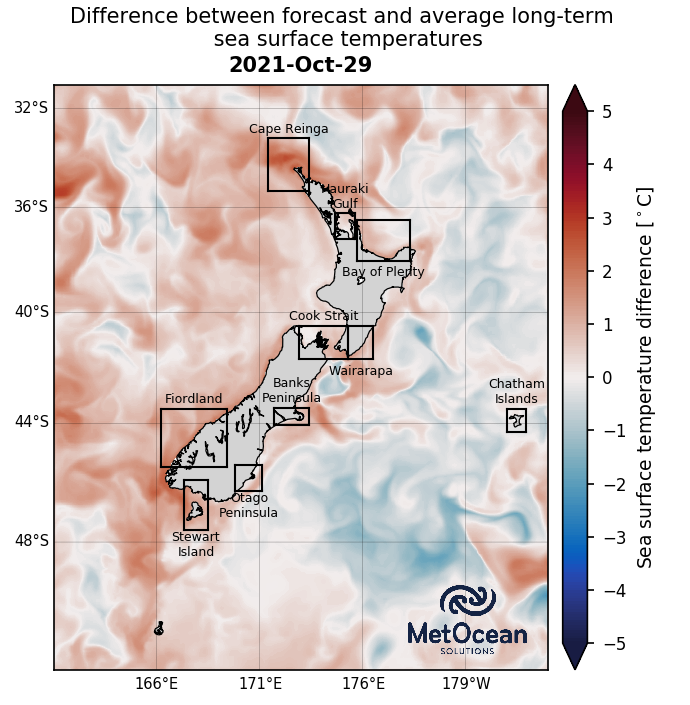 Difference between forecast and average long-term
sea surface temperatures
2021-Oct-29
32°S
36°S
40°S
44°S
48°S
166°E
171°E
176°E
179°W
Cape Reinga
Hauraki
Gulf
Bay of Plenty
Cook Strait
Wairarapa
Banks
Peninsula
Fiordland
Chatham
Islands
Otago
Peninsula
Stewart
Island
MetOcean
SOLUTIONS
5
4
3
2
1
0
−1
−2
−3
−4
−5
Sea surface temperature difference [°C]